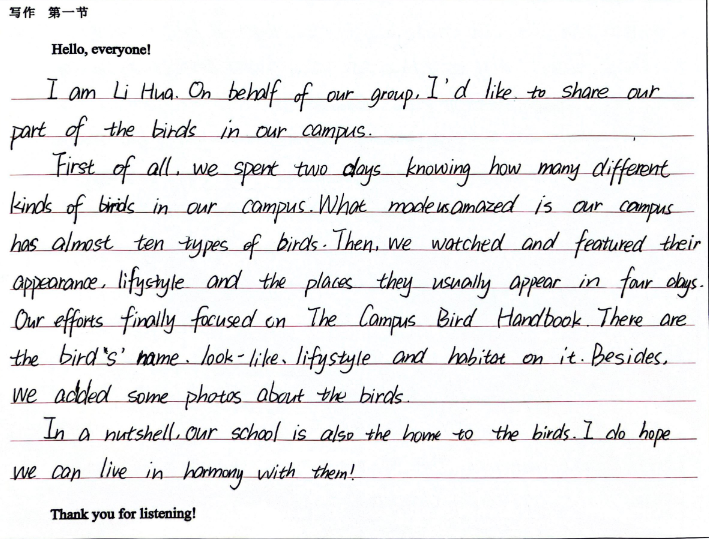 写作 第一节
Hello, everyone!
I am Li Hua. On behalf of our group, I'd like to share our
part of the birds in our campus.
First of all, we spent two days knowing how many different
kinds of birds in our campus. What made us amazed is our campus
has almost ten types of birds. Then, we watched and featured their
appearance, lifystyle and the places they usually appear in four days.
Our efforts finally focused on The Campus Bird Handbook. There are
the bird's' name, look-like, lifystyle and habitat on it. Besides,
we added some photos about the birds.
In a nutshell, our school is also the home to the birds. I do hope
we can live in harmony with them!
Thank you for listening!